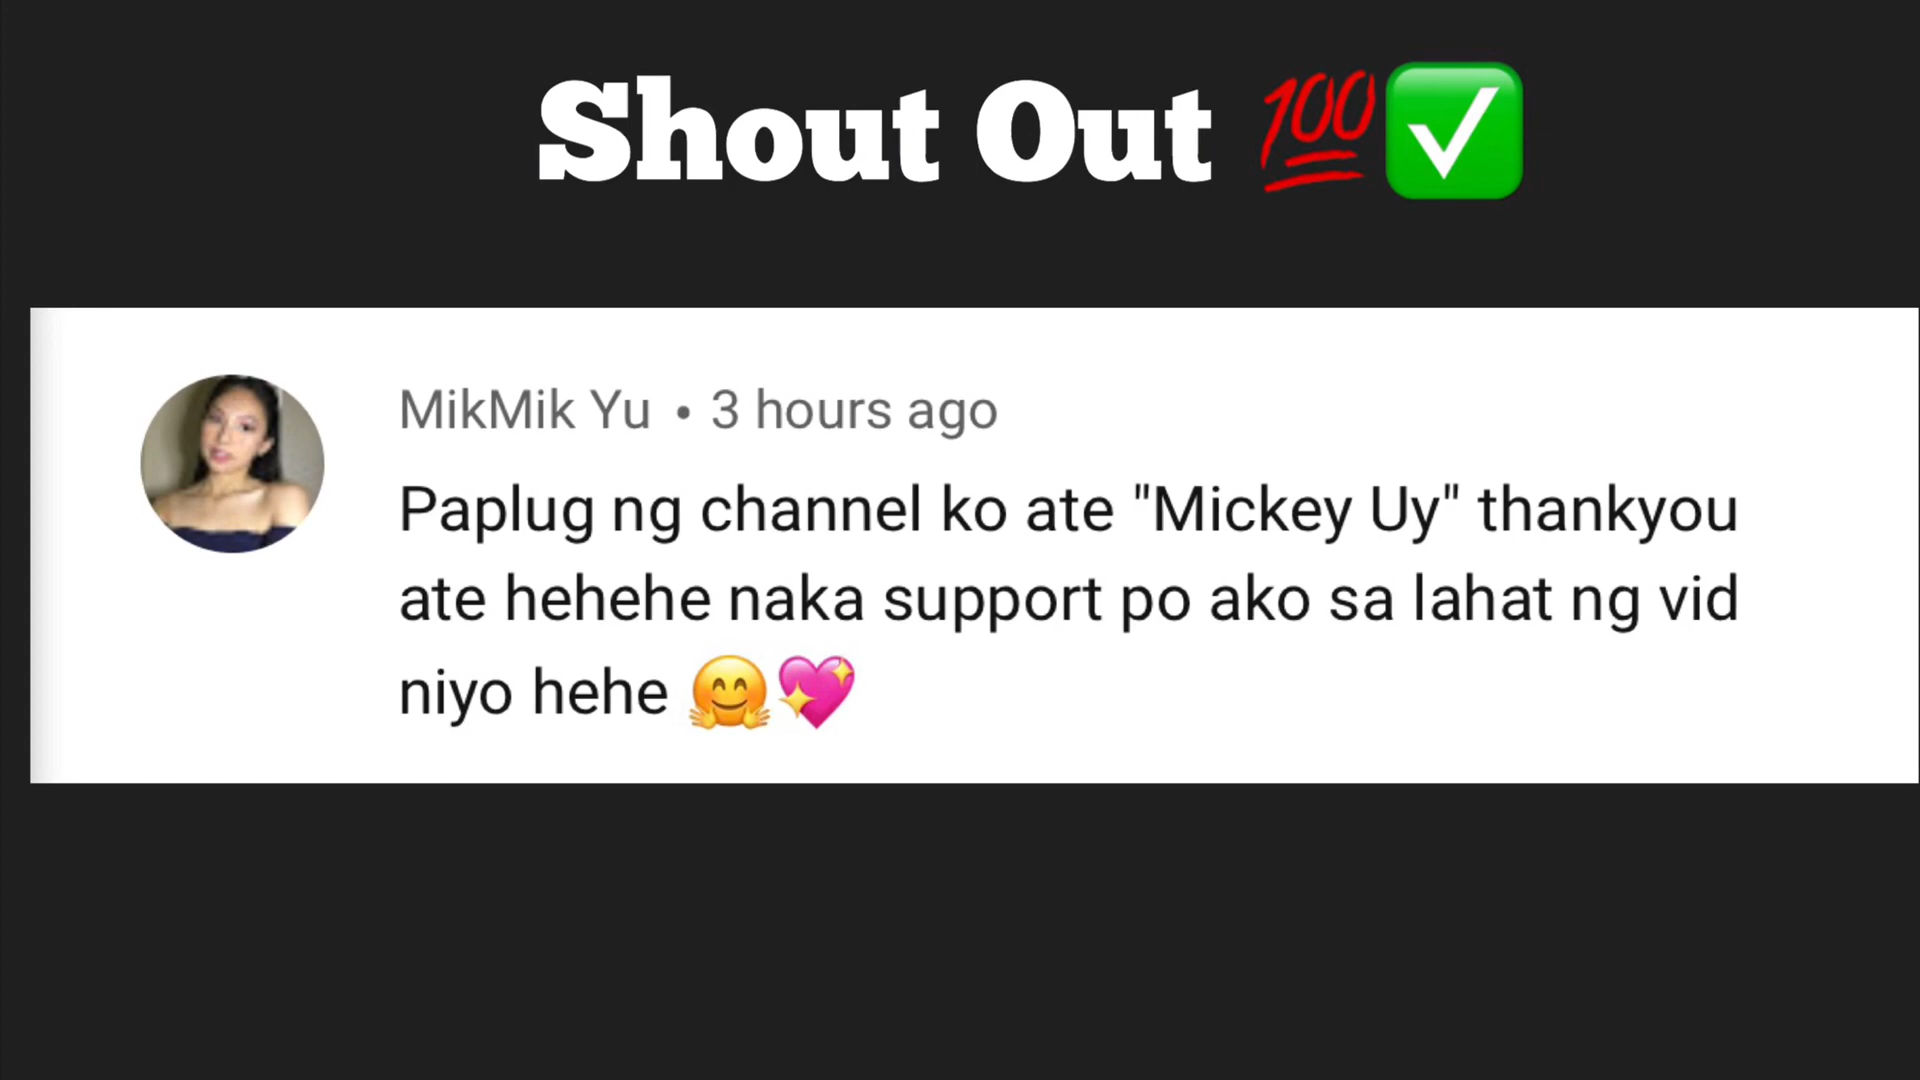 Shout Out 💯✅
MikMik Yu • 3 hours ago
Paplug ng channel ko ate "Mickey Uy" thankyou
ate hehehe naka support po ako sa lahat ng vid
niyo hehe 🤗💖